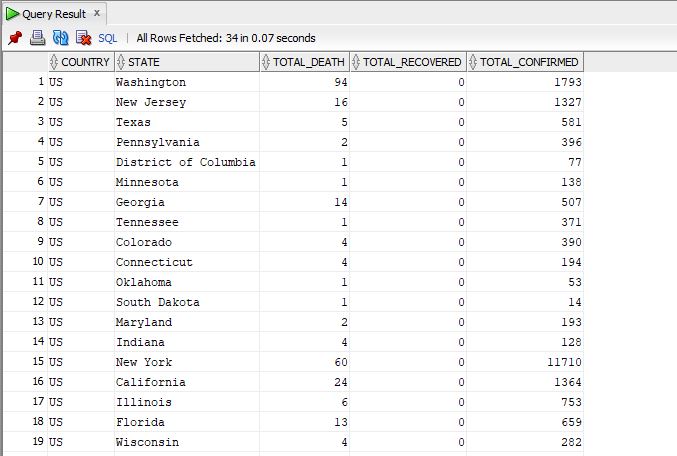 Query Result x
SQL | All Rows Fetched: 34 in 0.07 seconds
COUNTRY STATE TOTAL_DEATH TOTAL_RECOVERED TOTAL_CONFIRMED
1 US Washington 94 0 1793
2 US New Jersey 16 0 1327
3 US Texas 5 0 581
4 US Pennsylvania 2 0 396
5 US District of Columbia 1 0 77
6 US Minnesota 1 0 138
7 US Georgia 14 0 507
8 US Tennessee 1 0 371
9 US Colorado 4 0 390
10 US Connecticut 4 0 194
11 US Oklahoma 1 0 53
12 US South Dakota 1 0 14
13 US Maryland 2 0 193
14 US Indiana 4 0 128
15 US New York 60 0 11710
16 US California 24 0 1364
17 US Illinois 6 0 753
18 US Florida 13 0 659
19 US Wisconsin 4 0 282